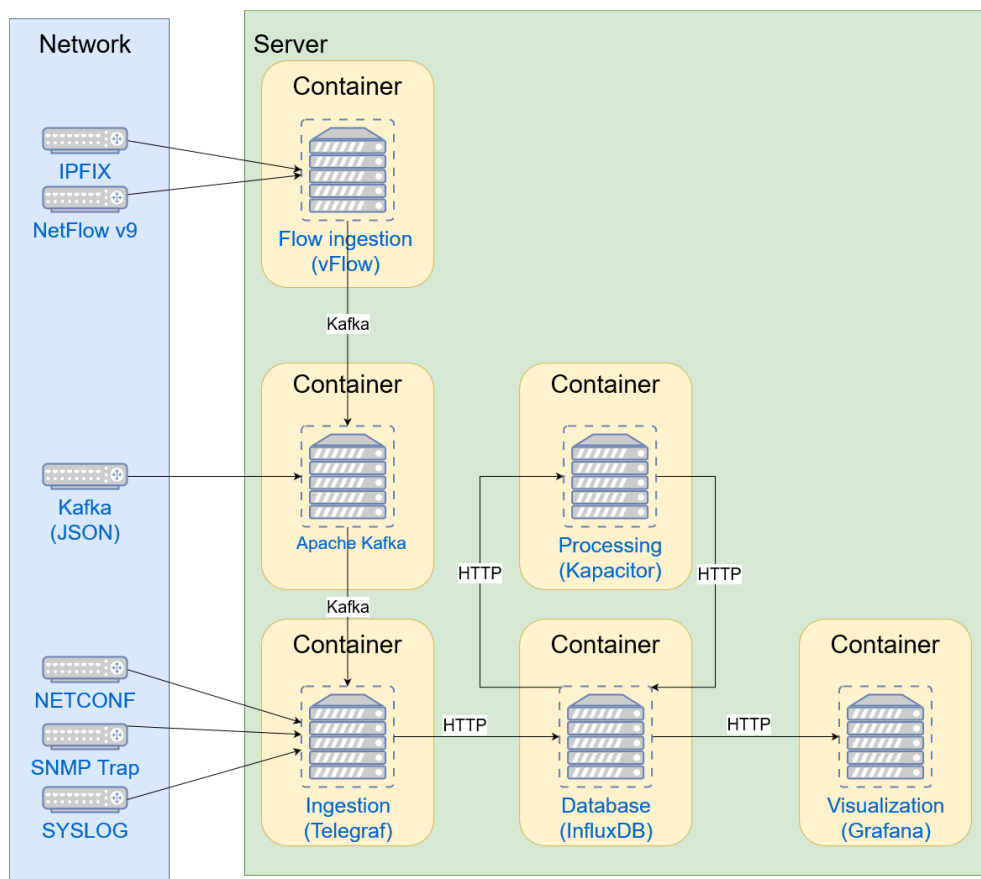 Network
Server
Container
IPFIX
NetFlow v9
Flow ingestion
(vFlow)
Kafka
Container
Container
Kafka
(JSON)
Apache Kafka
Processing
(Kapacitor)
HTTP
HTTP
Kafka
Container
Container
Container
NETCONF
SNMP Trap
SYSLOG
HTTP
HTTP
Ingestion
(Telegraf)
Database
(InfluxDB)
Visualization
(Grafana)